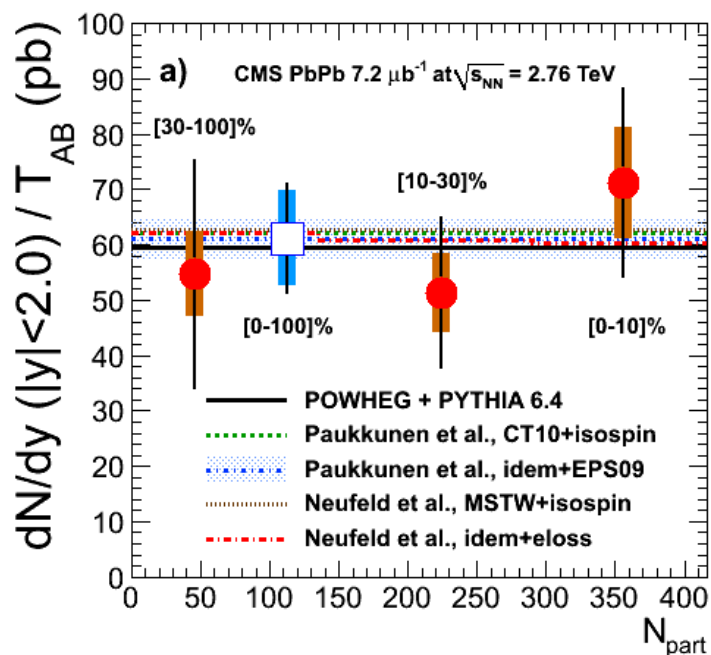 a) CMS PbPb 7.2 μb⁻¹ at √s_NN = 2.76 TeV
[30-100]%
[10-30]%
[0-100]%
[0-10]%
POWHEG + PYTHIA 6.4
Paukkunen et al., CT10+isospin
Paukkunen et al., idem+EPS09
Neufeld et al., MSTW+isospin
Neufeld et al., idem+eloss
dN/dy (|y|<2.0) / T_AB (pb)
100
90
80
70
60
50
40
30
20
10
0
0 50 100 150 200 250 300 350 400
N_part